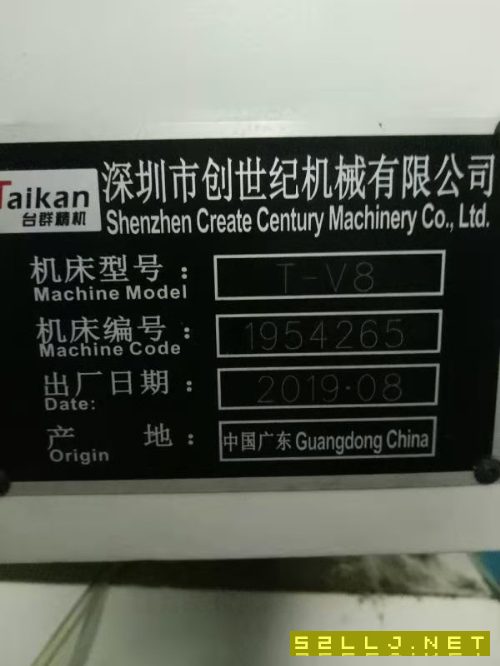 Taikan
台群精机
深圳市创世纪机械有限公司
Shenzhen Create Century Machinery Co., Ltd.
机床型号：
Machine Model
T-V8
机床编号：
Machine Code
1954265
出厂日期：
Date:
2019·08
产 地：
Origin
中国广东 Guangdong China
52LLJ.NET